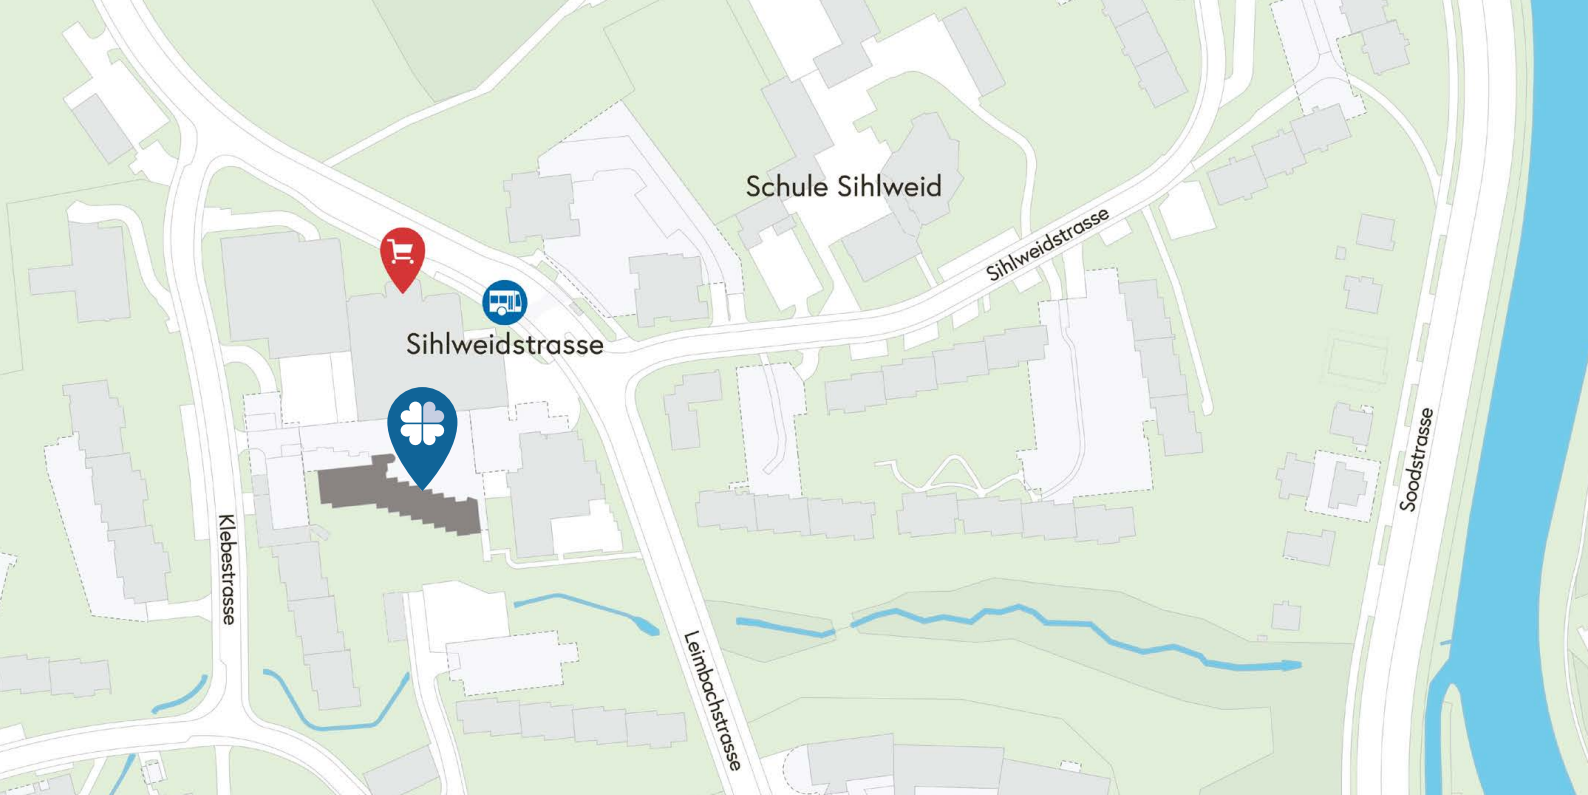 Schule Sihlweid
Sihlweidstrasse
Sihlweidstrasse
Soodstrasse
Klebestrasse
Leimbachstrasse